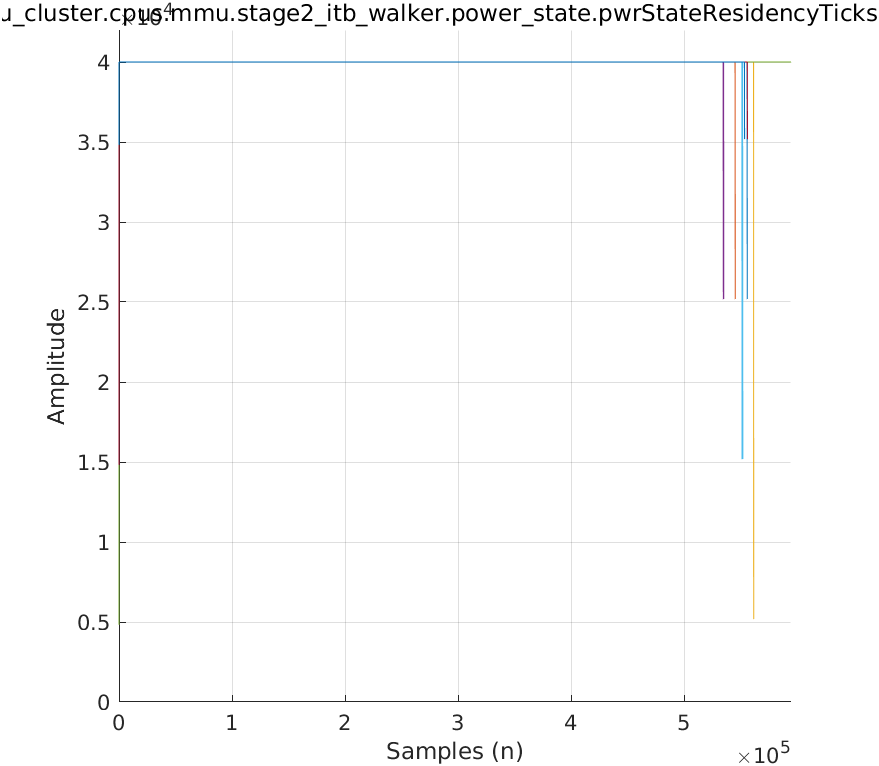 u_cluster.cpus.mmu.stage2_itb_walker.power_state.pwrStateResidencyTicks
×10^4
4
3.5
3
2.5
2
1.5
1
0.5
0
Amplitude
0 1 2 3 4 5
Samples (n)
×10^5